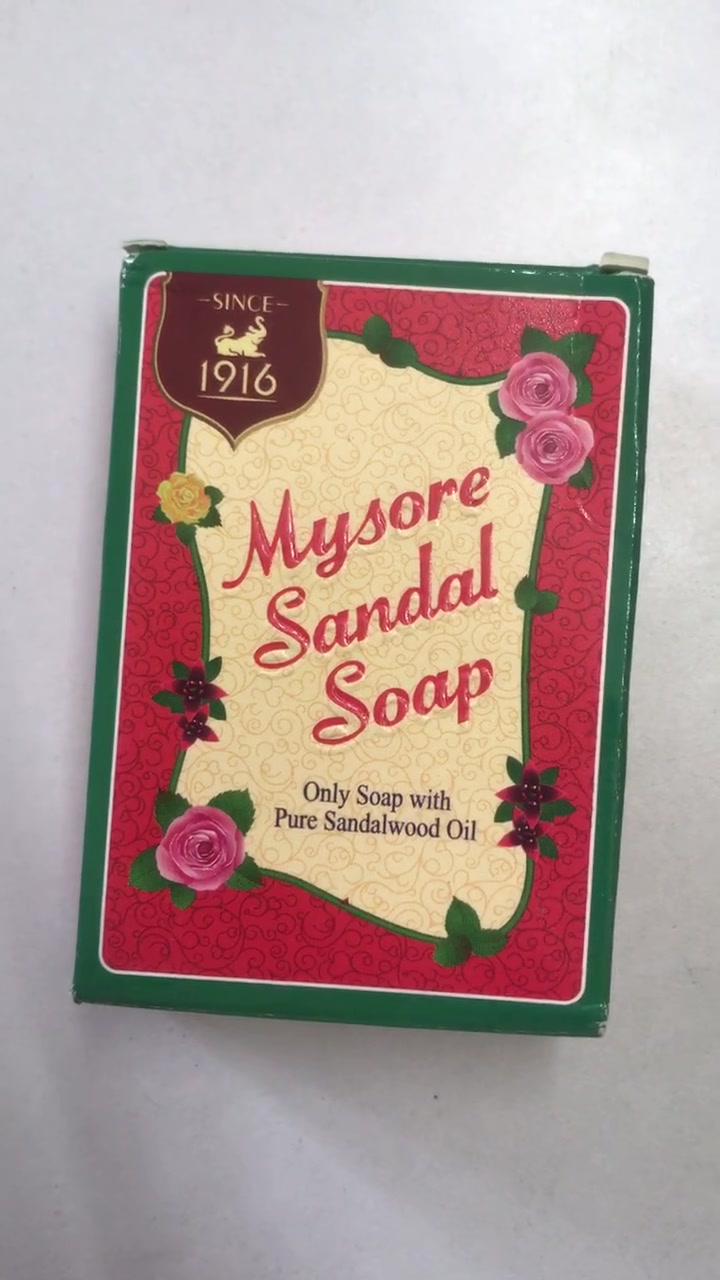 -SINCE-
1916
Mysore
Sandal
Soap
Only Soap with
Pure Sandalwood Oil